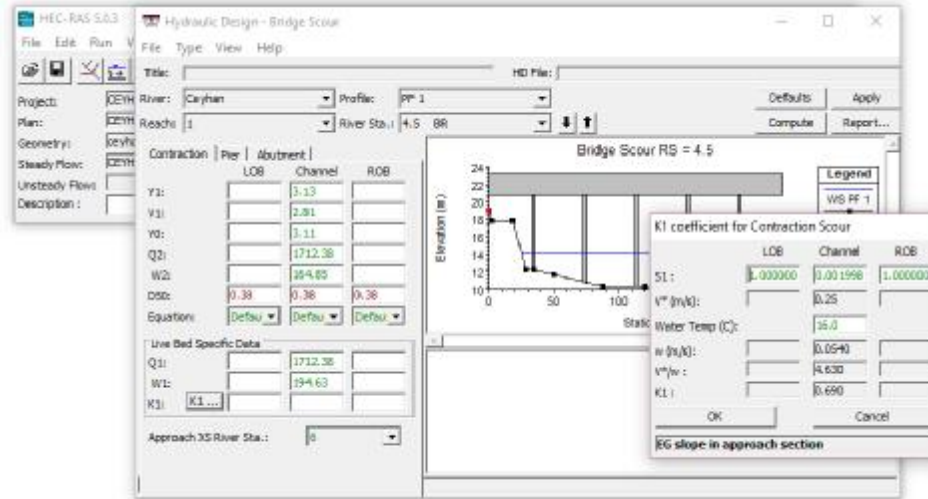 HEC-RAS 5.0.3
File Edit Run V
Project: CEYH
Plan: CEYH
Geometry: ceyha
Steady Flow: CEYH
Unsteady Flow:
Description :
Hydraulic Design - Bridge Scour
File Type View Help
Title: HD File:
River: Ceyhan Profile: PF 1 Defaults Apply
Reach: 1 River Sta.: 4.5 BR Compute Report...
Contraction Pier Abutment
LOB Channel ROB
Y1: 3.13
V1: 2.81
Y0: 3.11
Q2: 1712.38
W2: 164.85
D50: 0.38 0.38 0.38
Equation: Defau Defau Defau
Live Bed Specific Data
Q1: 1712.38
W1: 194.63
K1: K1 ...
Approach XS River Sta.: 6
Bridge Scour RS = 4.5
Elevation (m)
24
22
20
18
16
14
12
10
0 50 100
Static
Legend
WS PF 1
K1 coefficient for Contraction Scour
LOB Channel ROB
S1 : 1.000000 0.001998 1.000000
V* (m/s): 0.25
Water Temp (C): 16.0
w (m/s): 0.0540
V*/w : 4.630
K1 : 0.690
OK Cancel
EG slope in approach section